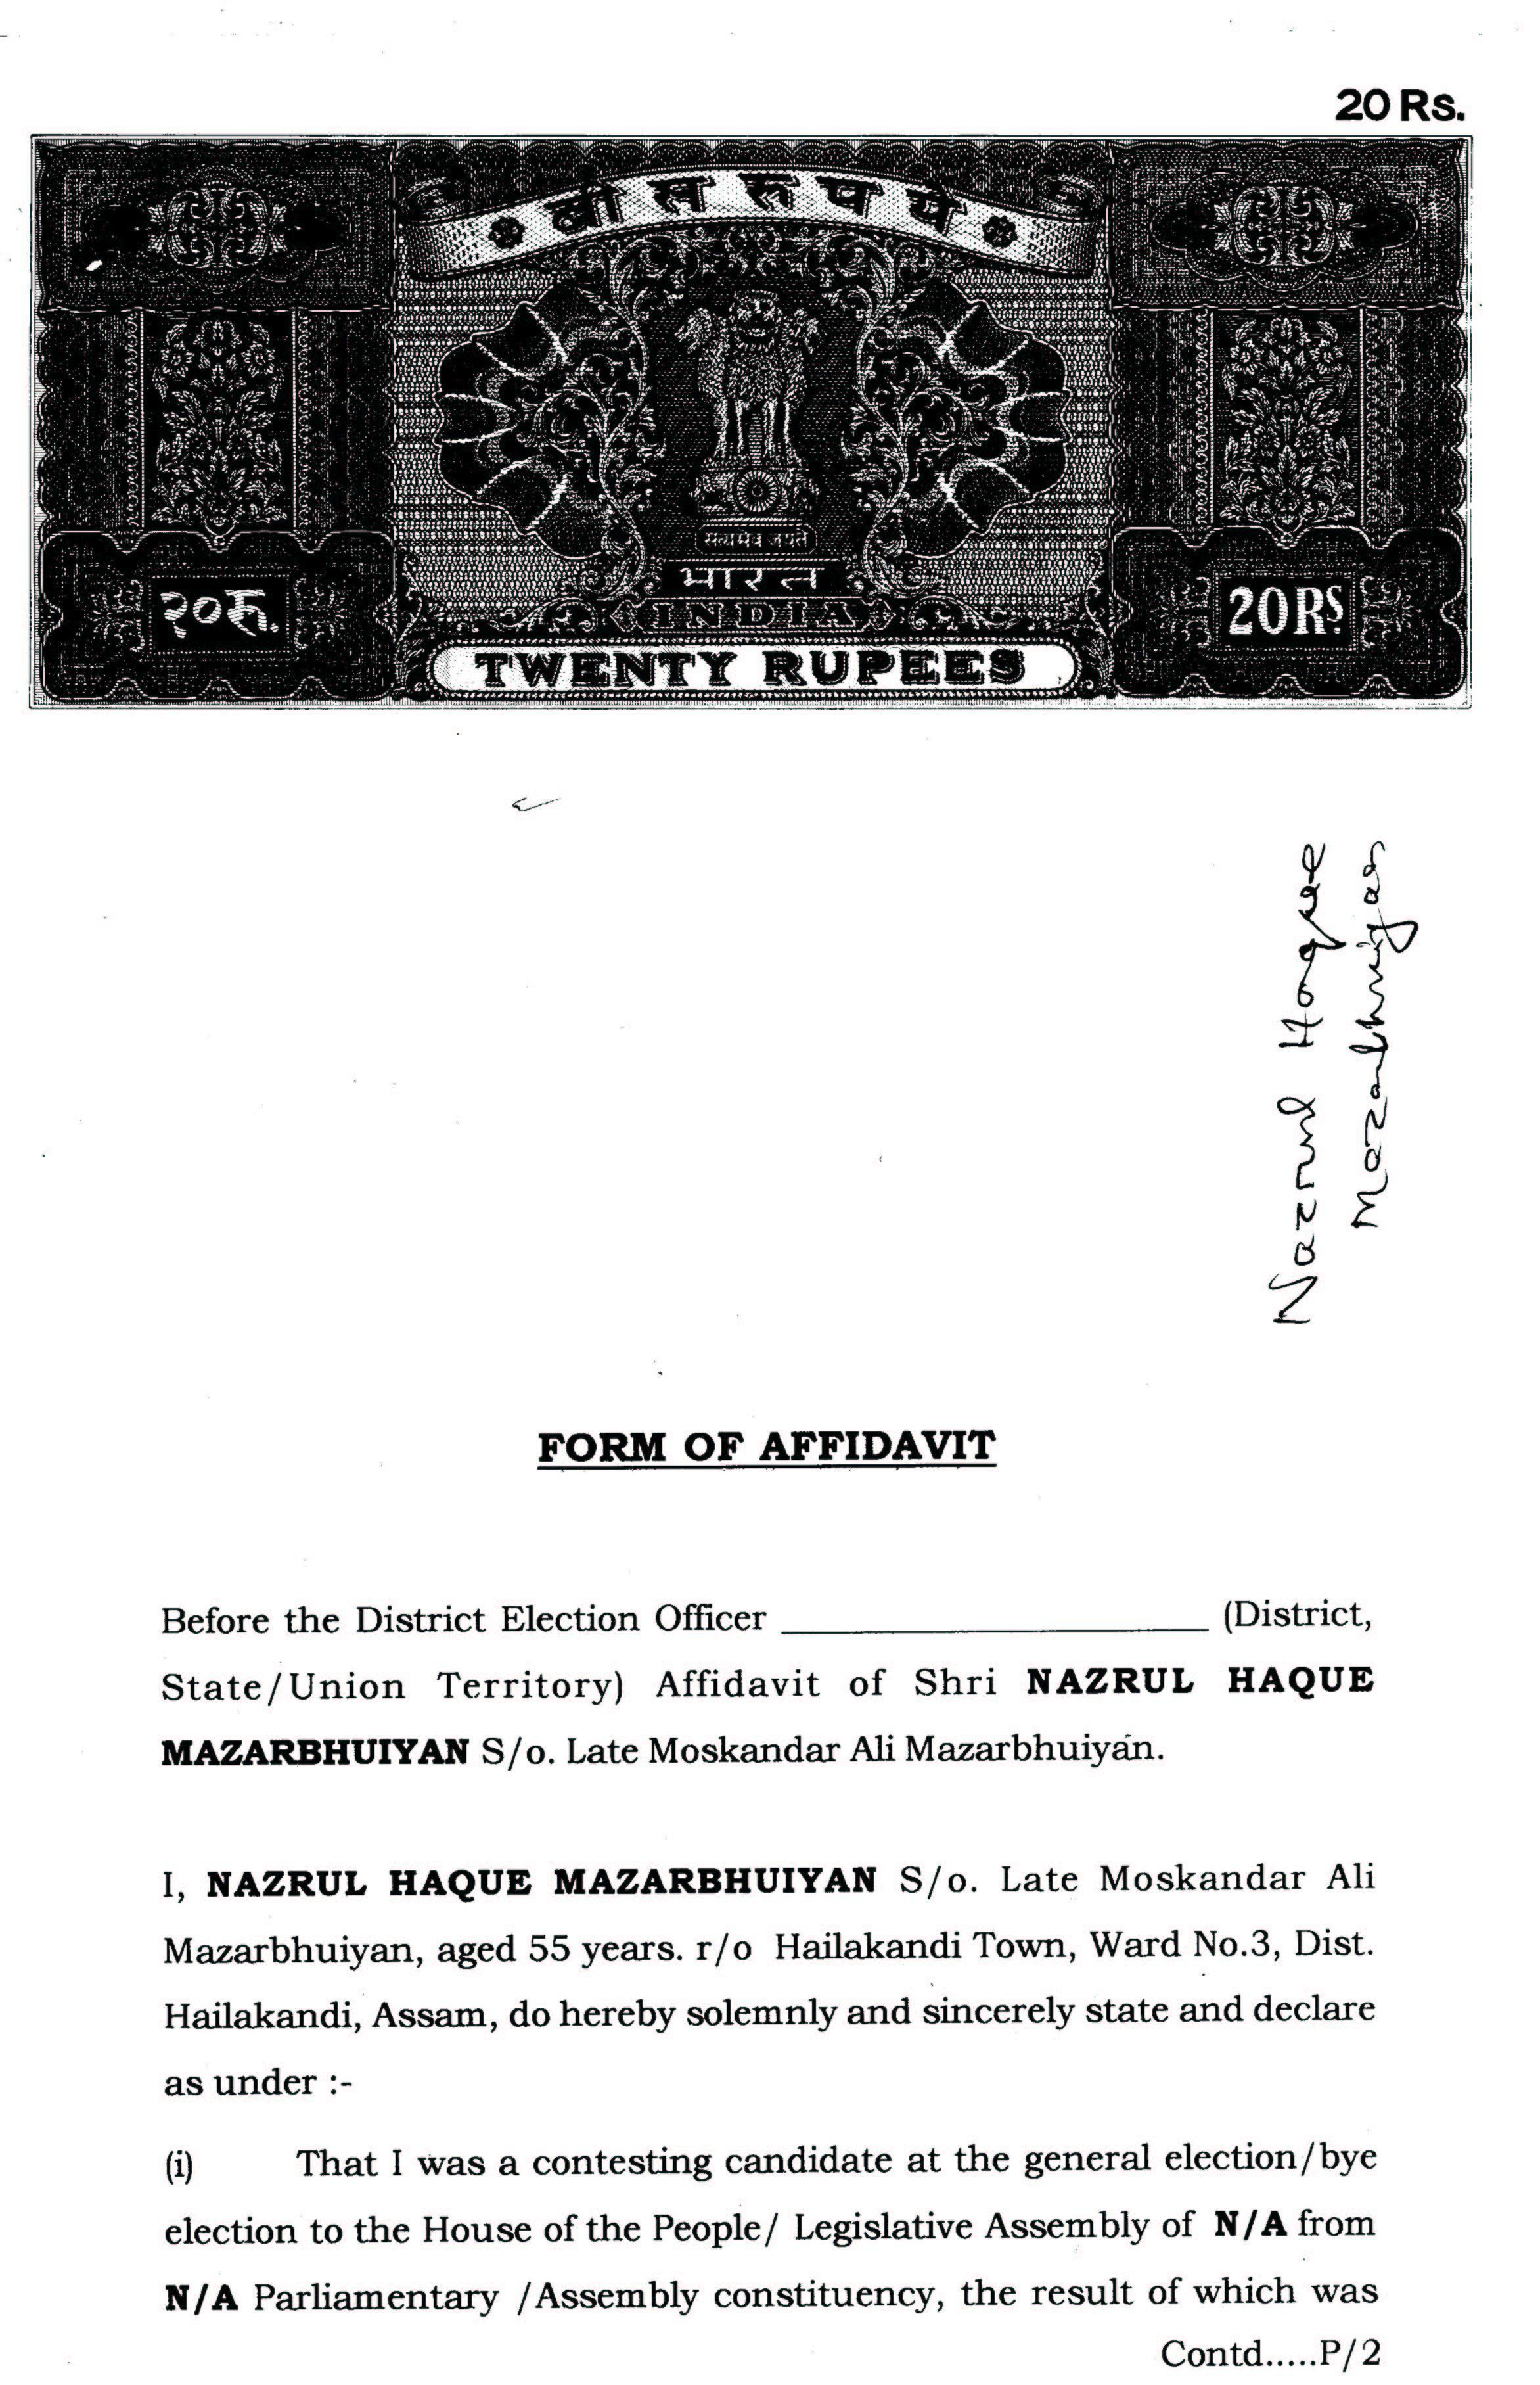 20 Rs.
बीस रुपये
सत्यमेव जयते
भारत
INDIA
२०रु.
20RS.
TWENTY RUPEES
Nazrul Hoque
Mazarbhuiyan
FORM OF AFFIDAVIT
Before the District Election Officer ______________________ (District,
State/Union Territory) Affidavit of Shri NAZRUL HAQUE
MAZARBHUIYAN S/o. Late Moskandar Ali Mazarbhuiyan.
I, NAZRUL HAQUE MAZARBHUIYAN S/o. Late Moskandar Ali
Mazarbhuiyan, aged 55 years. r/o Hailakandi Town, Ward No.3, Dist.
Hailakandi, Assam, do hereby solemnly and sincerely state and declare
as under :-
(i) That I was a contesting candidate at the general election/bye
election to the House of the People/ Legislative Assembly of N/A from
N/A Parliamentary /Assembly constituency, the result of which was
Contd.....P/2